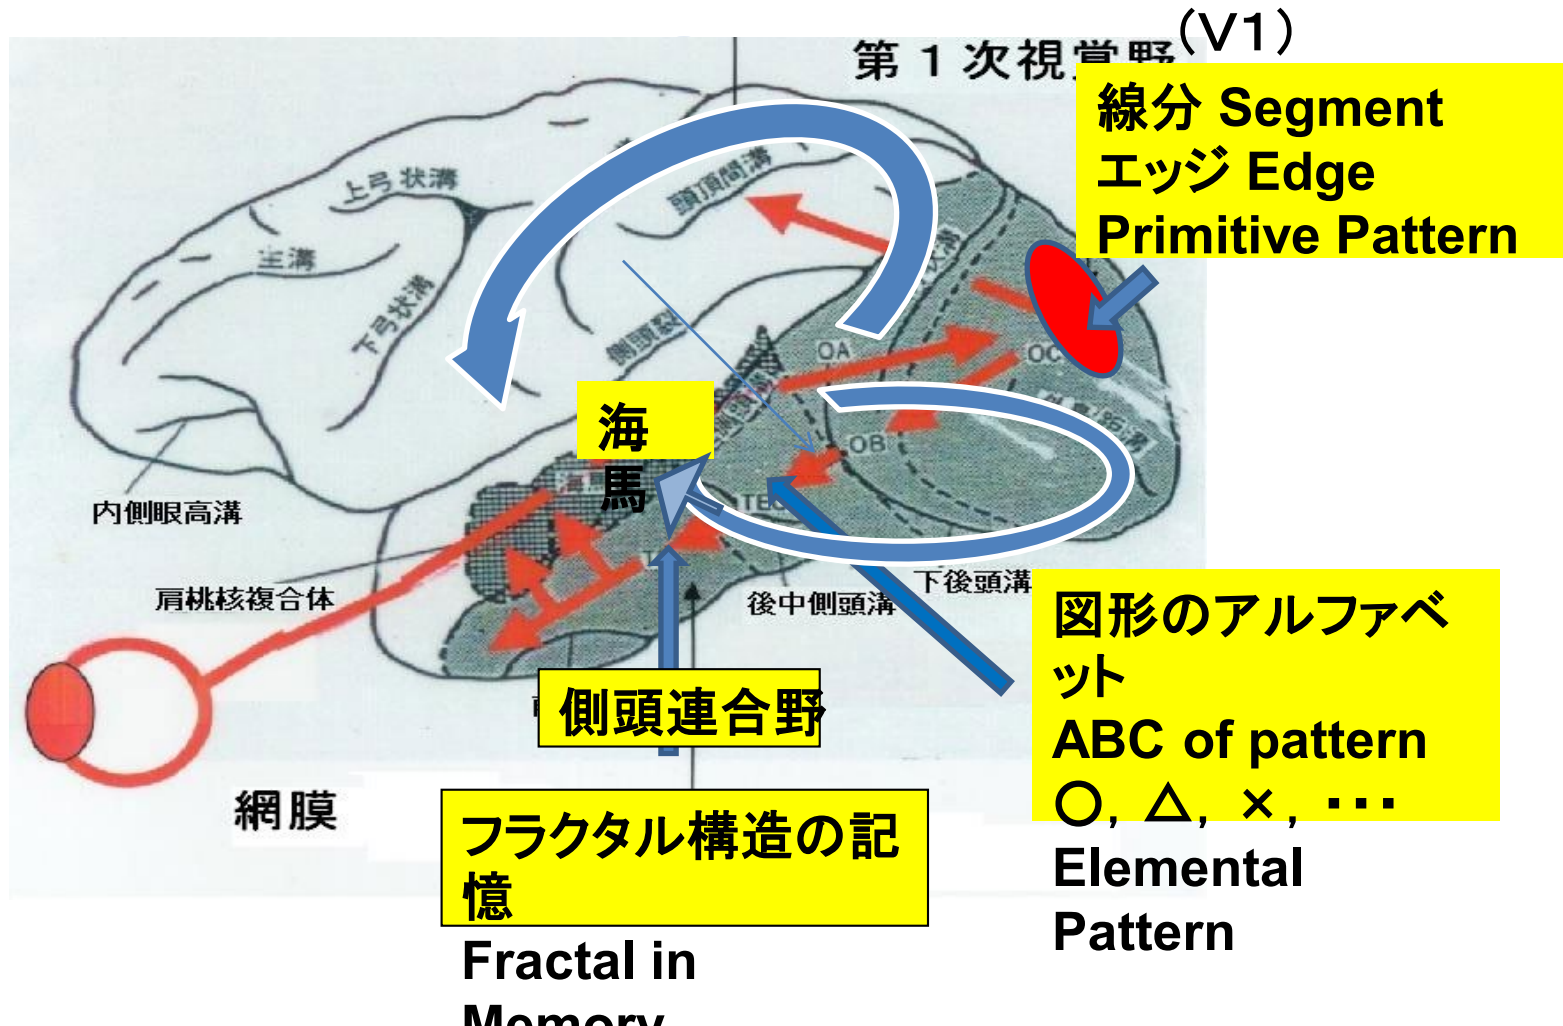 (V1)
第1次視覚野
線分 Segment
エッジ Edge
Primitive Pattern
上弓状溝
頭頂間溝
主溝
下弓状溝
側頭裂
OA
OC
OB
海
馬
内側眼高溝
肩桃核複合体
下後頭溝
後中側頭溝
側頭連合野
図形のアルファベ
ット
ABC of pattern
○, △, ×, ・・・
Elemental
Pattern
網膜
フラクタル構造の記
憶
Fractal in
Memory